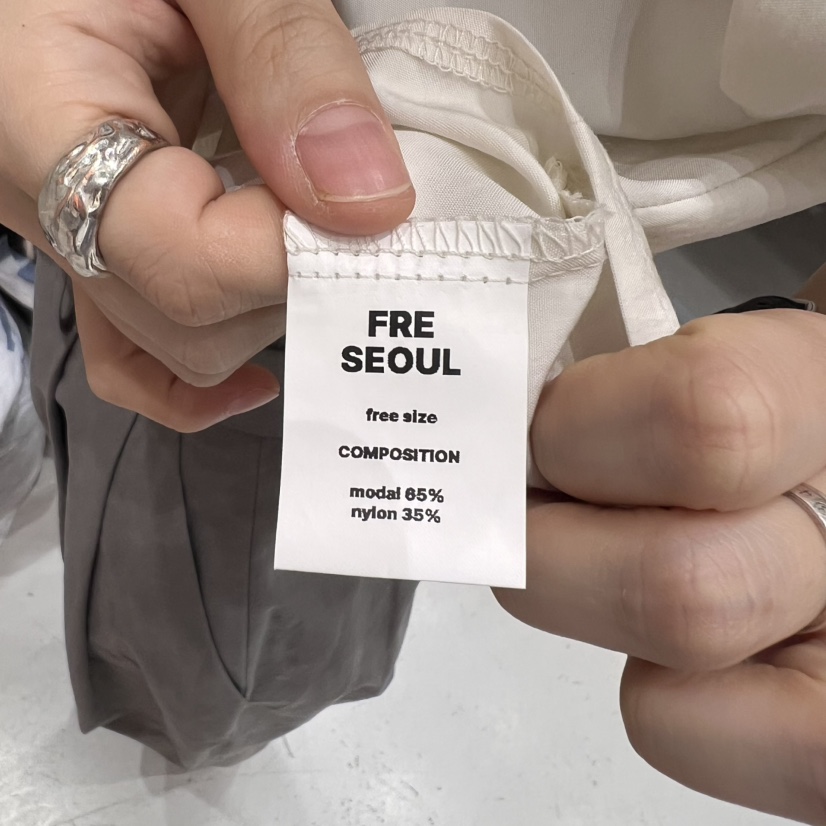 FRE
SEOUL
free size
COMPOSITION
modal 65%
nylon 35%